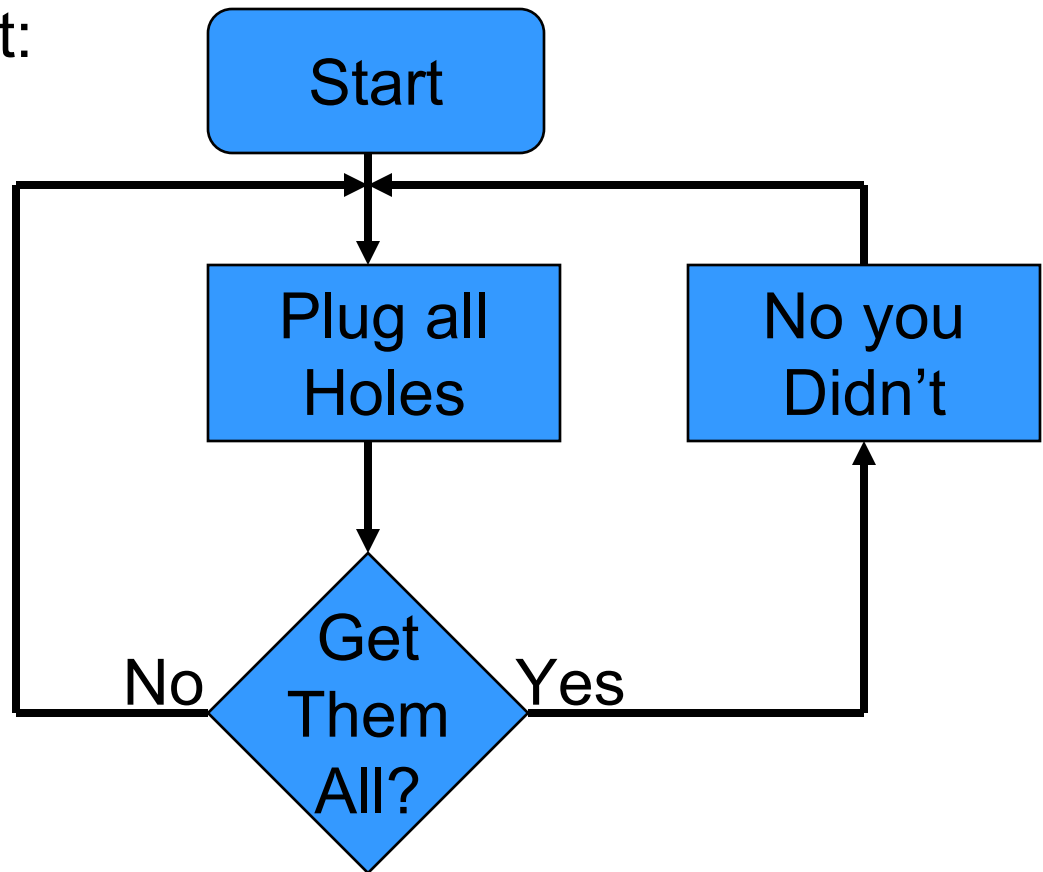 t:
Start
Plug all
Holes
No you
Didn’t
Get
Them
All?
No
Yes